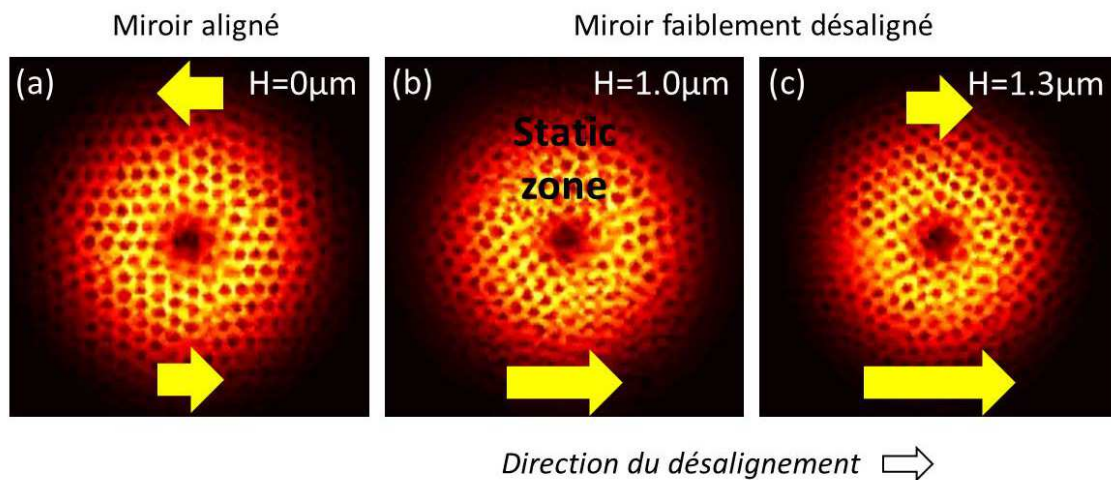 Miroir aligné
Miroir faiblement désaligné
(a)
H=0μm
(b)
H=1.0μm
(c)
H=1.3μm
Static
zone
Direction du désalignement